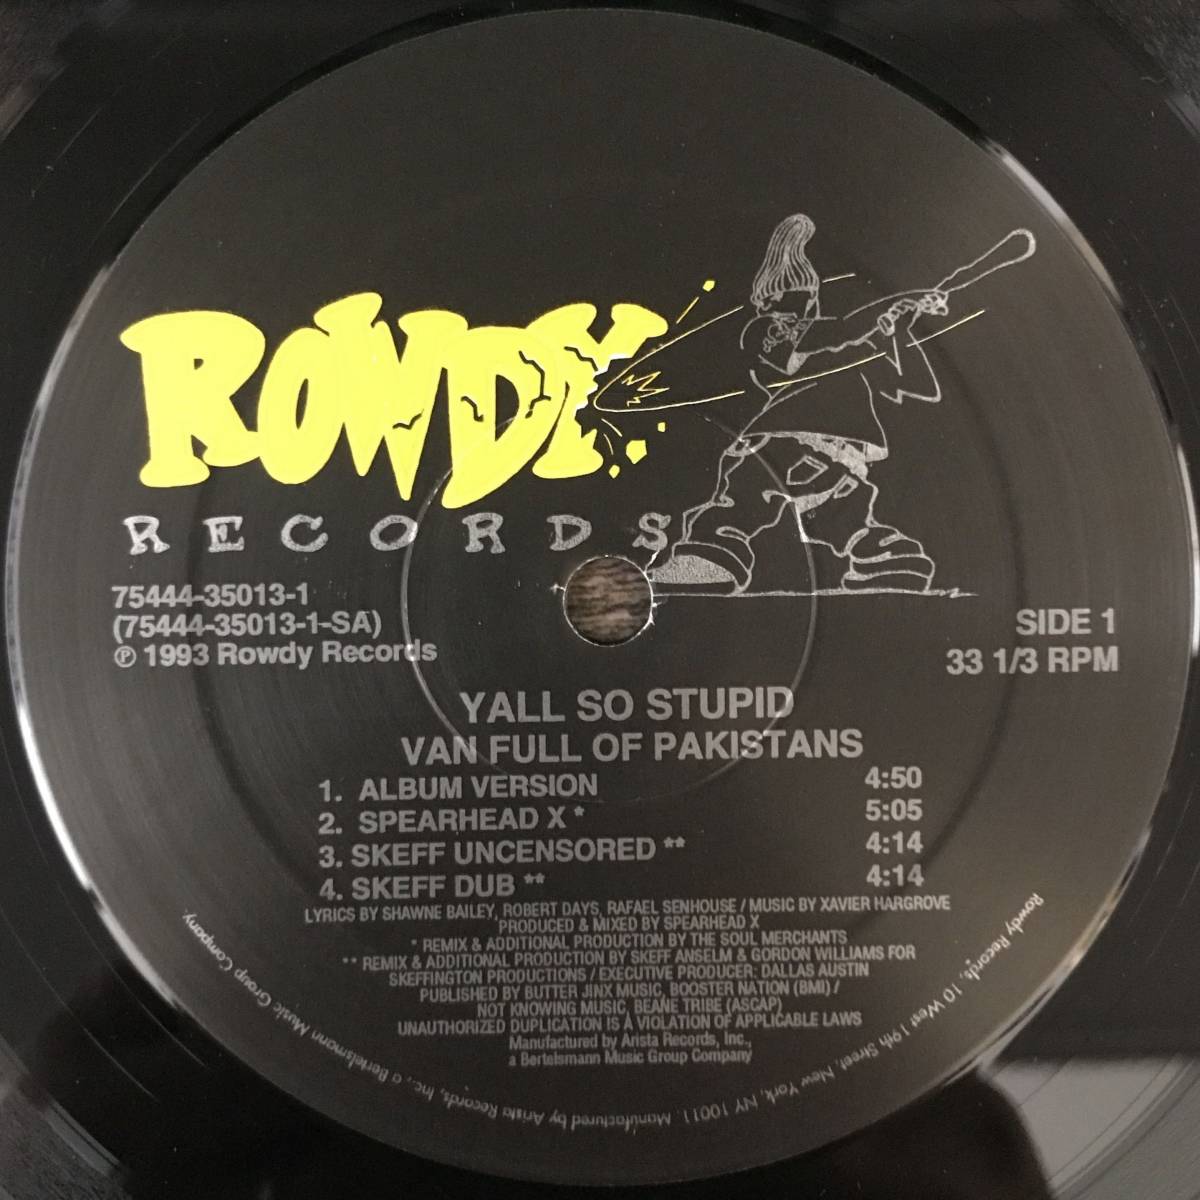 ROWDY
RECORDS
75444-35013-1
(75444-35013-1-SA)
℗ 1993 Rowdy Records
SIDE 1
33 1/3 RPM
YALL SO STUPID
VAN FULL OF PAKISTANS
1. ALBUM VERSION 4:50
2. SPEARHEAD X * 5:05
3. SKEFF UNCENSORED ** 4:14
4. SKEFF DUB ** 4:14
LYRICS BY SHAWNE BAILEY, ROBERT DAYS, RAFAEL SENHOUSE / MUSIC BY XAVIER HARGROVE
PRODUCED & MIXED BY SPEARHEAD X
* REMIX & ADDITIONAL PRODUCTION BY THE SOUL MERCHANTS
** REMIX & ADDITIONAL PRODUCTION BY SKEFF ANSELM & GORDON WILLIAMS FOR
SKEFFINGTON PRODUCTIONS / EXECUTIVE PRODUCER: DALLAS AUSTIN
PUBLISHED BY BUTTER JINX MUSIC, BOOSTER NATION (BMI) /
NOT KNOWING MUSIC, BEANE TRIBE (ASCAP)
UNAUTHORIZED DUPLICATION IS A VIOLATION OF APPLICABLE LAWS
Manufactured by Arista Records, Inc.,
a Bertelsmann Music Group Company
Rowdy Records, 10 West 19th Street, New York, NY 10011. Manufactured by Arista Records, Inc., a Bertelsmann Music Group Company.